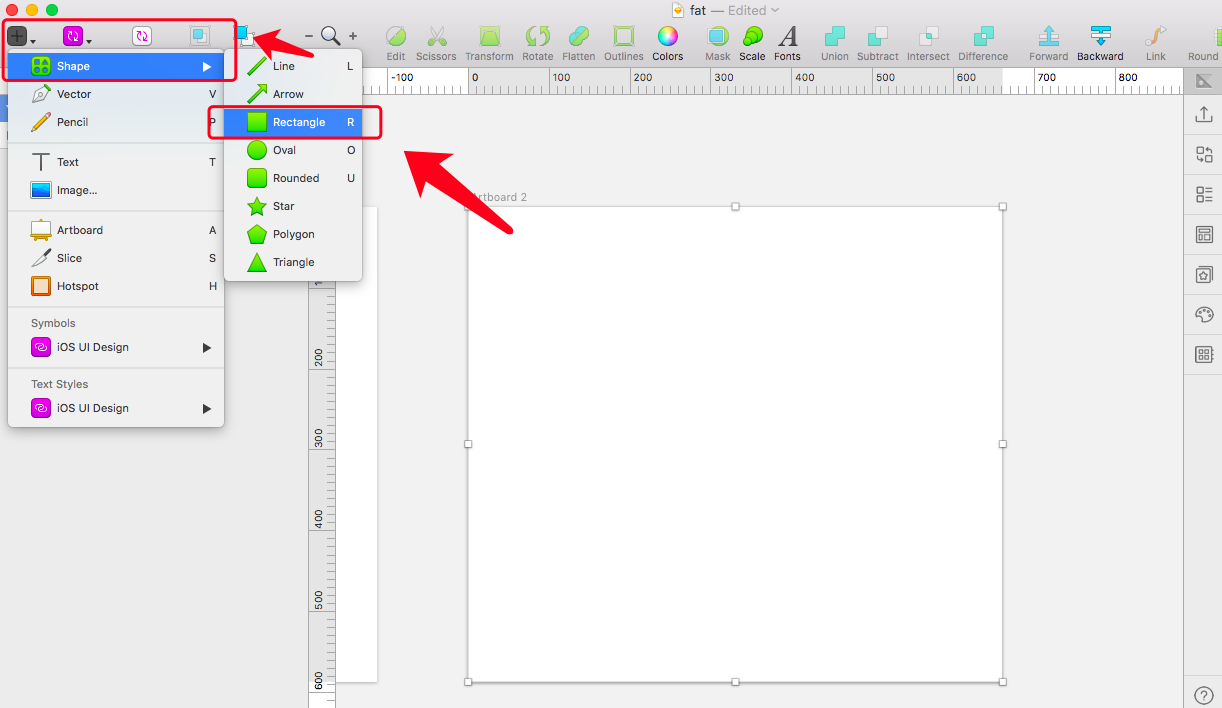 fat — Edited
Edit Scissors Transform Rotate Flatten Outlines Colors Mask Scale Fonts Union Subtract Intersect Difference Forward Backward Link Round
-100 0 100 200 300 400 500 600 700 800
Shape
Vector V
Pencil P
Text T
Image...
Artboard A
Slice S
Hotspot H
Symbols
iOS UI Design
Text Styles
iOS UI Design
Line L
Arrow
Rectangle R
Oval O
Rounded U
Star
Polygon
Triangle
rtboard 2
200
300
400
500
600